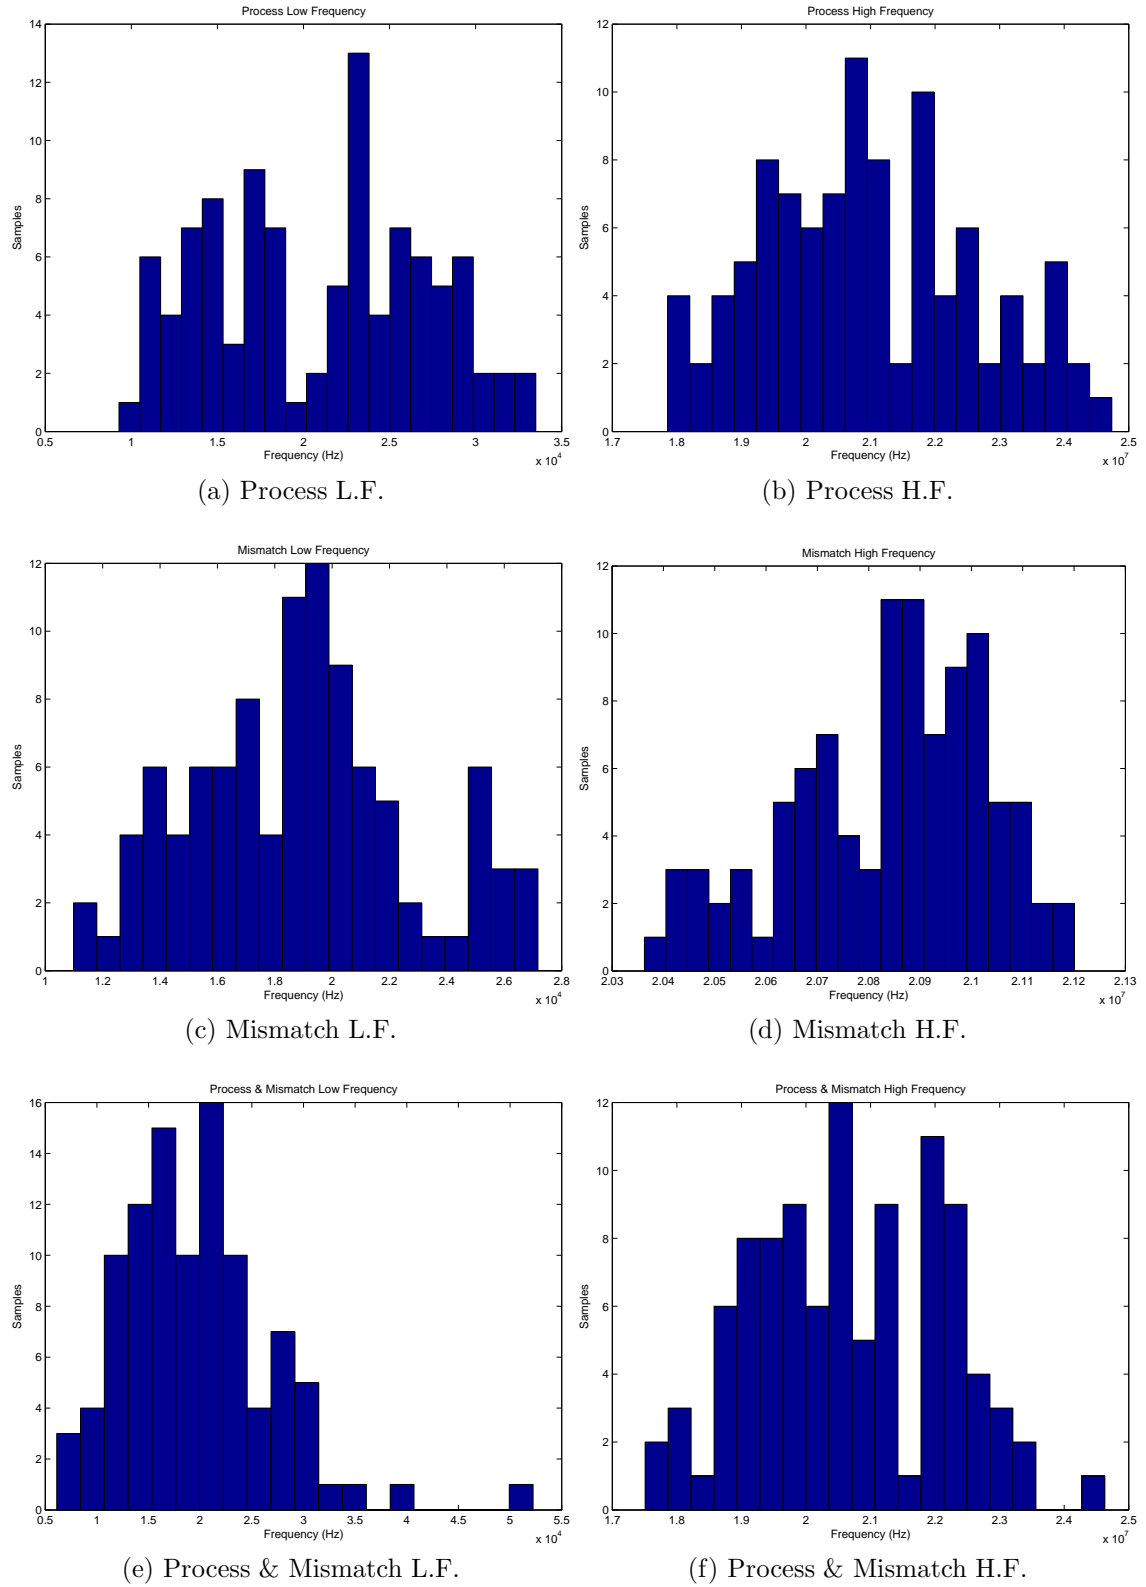 Process Low Frequency
14
12
10
8
6
4
2
0
Samples
0.5 1 1.5 2 2.5 3 3.5
Frequency (Hz)
x 10^4
(a) Process L.F.
Process High Frequency
12
10
8
6
4
2
0
Samples
1.7 1.8 1.9 2 2.1 2.2 2.3 2.4 2.5
Frequency (Hz)
x 10^7
(b) Process H.F.
Mismatch Low Frequency
12
10
8
6
4
2
0
Samples
1 1.2 1.4 1.6 1.8 2 2.2 2.4 2.6 2.8
Frequency (Hz)
x 10^4
(c) Mismatch L.F.
Mismatch High Frequency
12
10
8
6
4
2
0
Samples
2.03 2.04 2.05 2.06 2.07 2.08 2.09 2.1 2.11 2.12 2.13
Frequency (Hz)
x 10^7
(d) Mismatch H.F.
Process & Mismatch Low Frequency
16
14
12
10
8
6
4
2
0
Samples
0.5 1 1.5 2 2.5 3 3.5 4 4.5 5 5.5
Frequency (Hz)
x 10^4
(e) Process & Mismatch L.F.
Process & Mismatch High Frequency
12
10
8
6
4
2
0
Samples
1.7 1.8 1.9 2 2.1 2.2 2.3 2.4 2.5
Frequency (Hz)
x 10^7
(f) Process & Mismatch H.F.